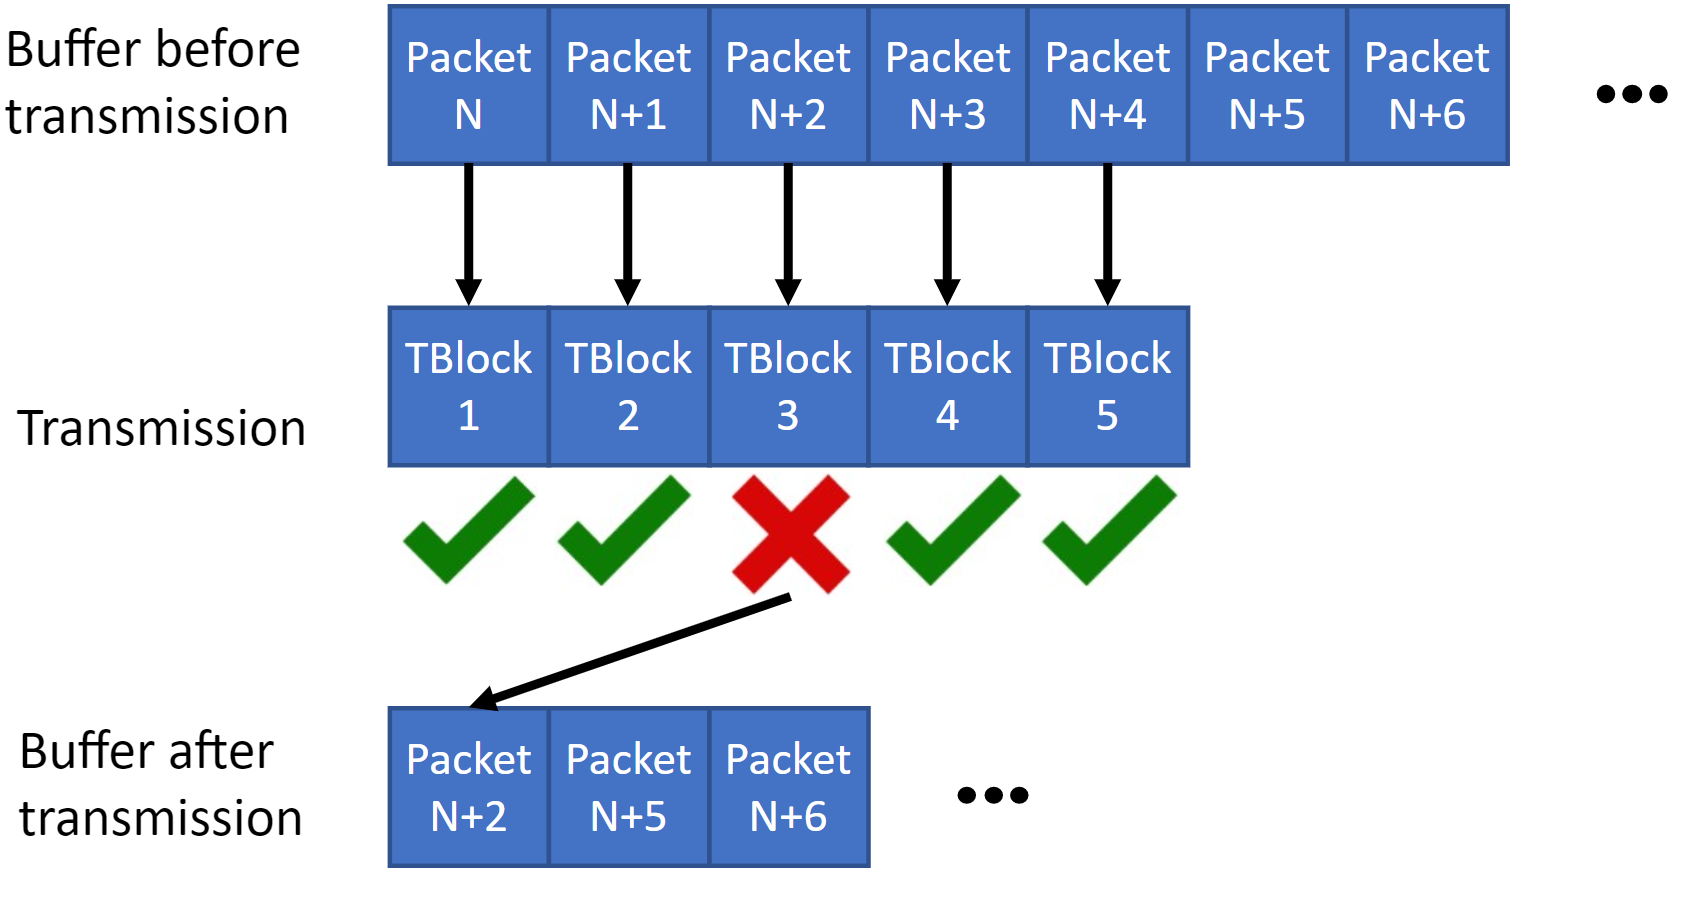 Buffer before
transmission
Packet
N
Packet
N+1
Packet
N+2
Packet
N+3
Packet
N+4
Packet
N+5
Packet
N+6
•••
Transmission
TBlock
1
TBlock
2
TBlock
3
TBlock
4
TBlock
5
Buffer after
transmission
Packet
N+2
Packet
N+5
Packet
N+6
•••